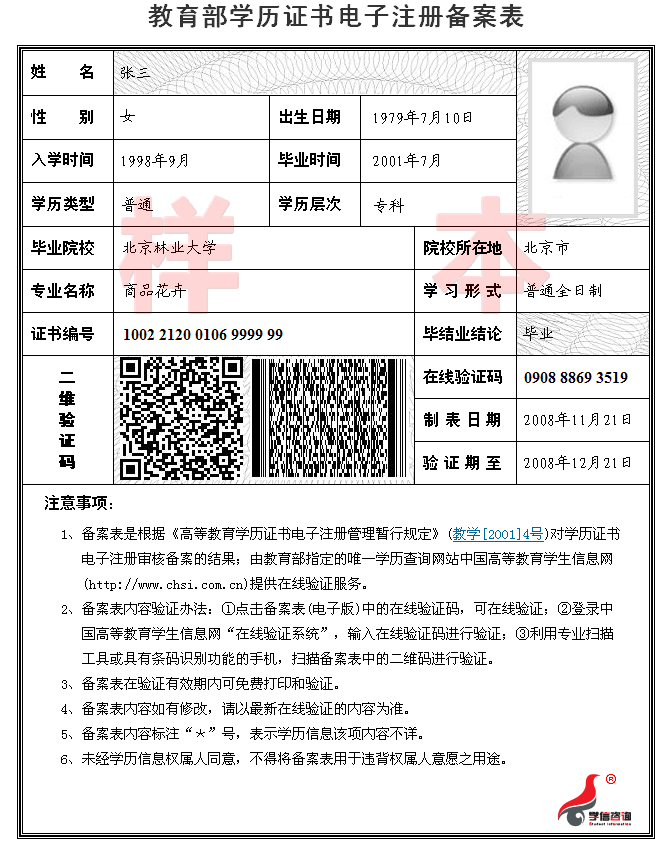 教育部学历证书电子注册备案表
姓 名 张三
性 别 女 出生日期 1979年7月10日
入学时间 1998年9月 毕业时间 2001年7月
学历类型 普通 学历层次 专科
样本
毕业院校 北京林业大学 院校所在地 北京市
专业名称 商品花卉 学习形式 普通全日制
证书编号 1002 2120 0106 9999 99 毕结业结论 毕业
二维验证码 在线验证码 0908 8869 3519
制表日期 2008年11月21日
验证期至 2008年12月21日
注意事项：
1、备案表是根据《高等教育学历证书电子注册管理暂行规定》(教学[2001]4号)对学历证书
电子注册审核备案的结果；由教育部指定的唯一学历查询网站中国高等教育学生信息网
(http://www.chsi.com.cn)提供在线验证服务。
2、备案表内容验证办法：①点击备案表(电子版)中的在线验证码，可在线验证；②登录中
国高等教育学生信息网“在线验证系统”，输入在线验证码进行验证；③利用专业扫描
工具或具有条码识别功能的手机，扫描备案表中的二维码进行验证。
3、备案表在验证有效期内可免费打印和验证。
4、备案表内容如有修改，请以最新在线验证的内容为准。
5、备案表内容标注“＊”号，表示学历信息该项内容不详。
6、未经学历信息权属人同意，不得将备案表用于违背权属人意愿之用途。
®
学信咨询
Student information